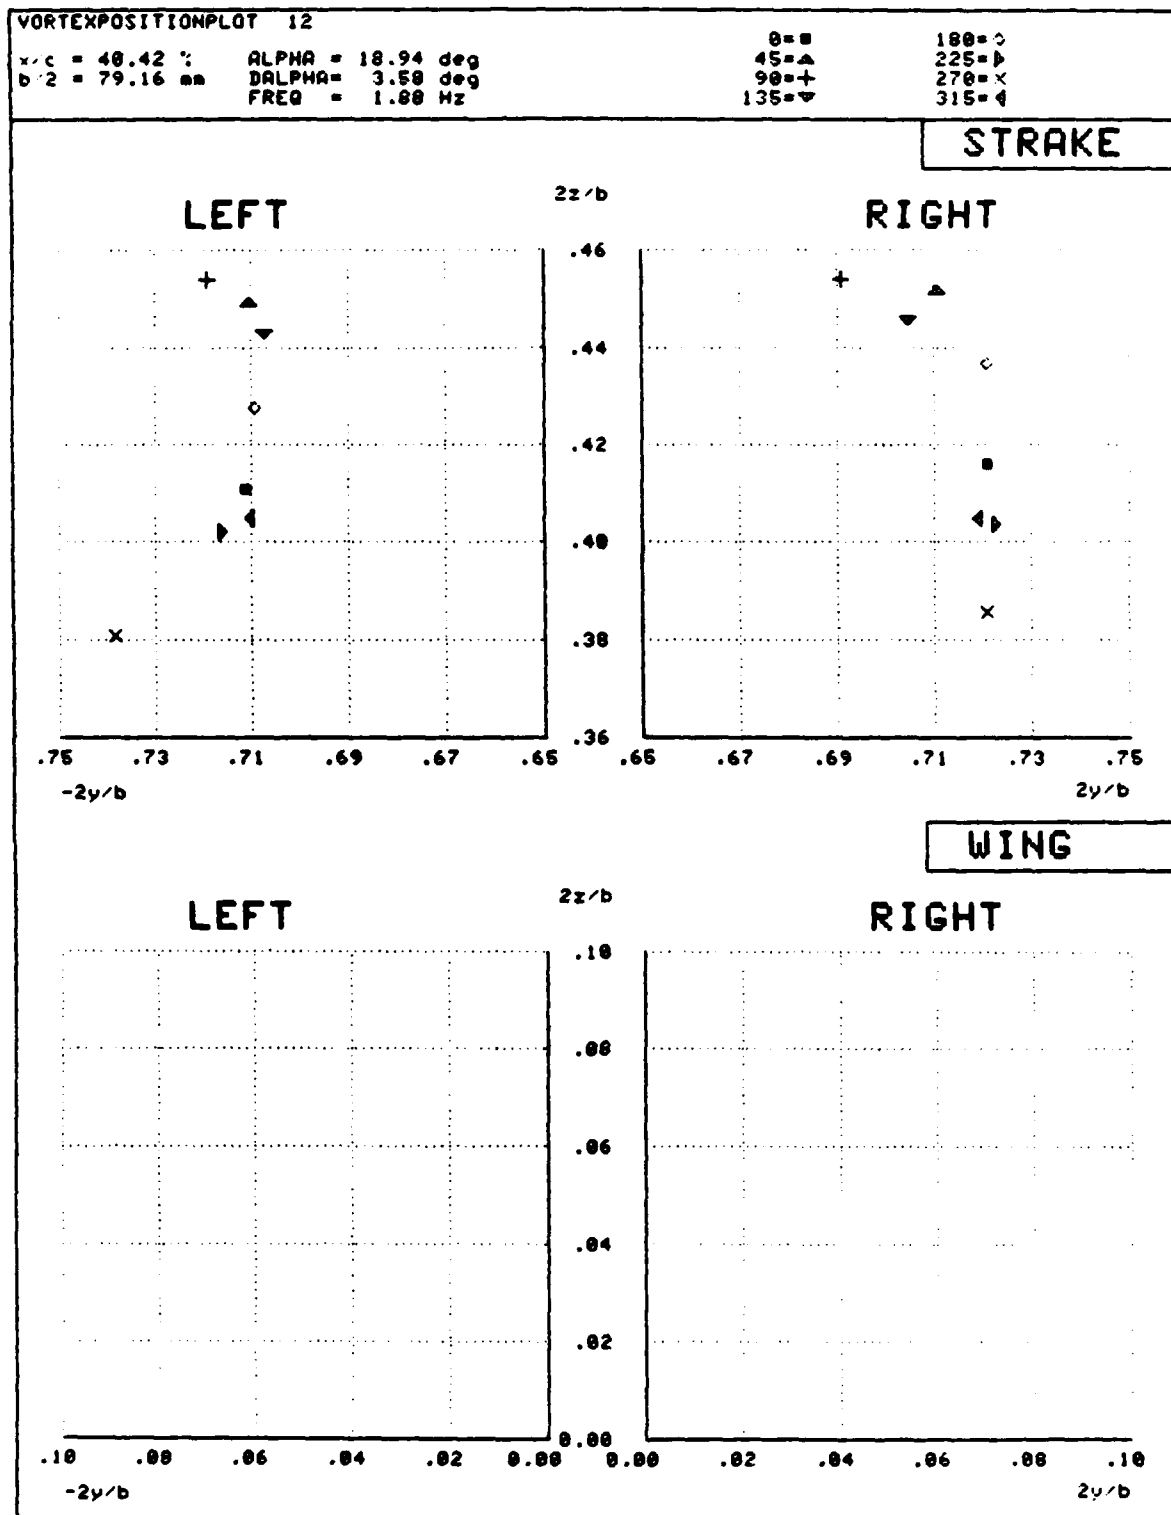 VORTEXPOSITIONPLOT 12
x/c = 40.42 % ALPHA = 18.94 deg 0= 180=
b/2 = 79.16 mm DALPHA= 3.58 deg 45= 225=
FREQ = 1.88 Hz 90=+ 270=×
135= 315=
STRAKE
2z/b
LEFT RIGHT
.46
.44
.42
.40
.38
.36
.75 .73 .71 .69 .67 .65 .65 .67 .69 .71 .73 .75
-2y/b 2y/b
WING
2z/b
LEFT RIGHT
.10
.08
.06
.04
.02
0.00
.10 .08 .06 .04 .02 0.00 0.00 .02 .04 .06 .08 .10
-2y/b 2y/b